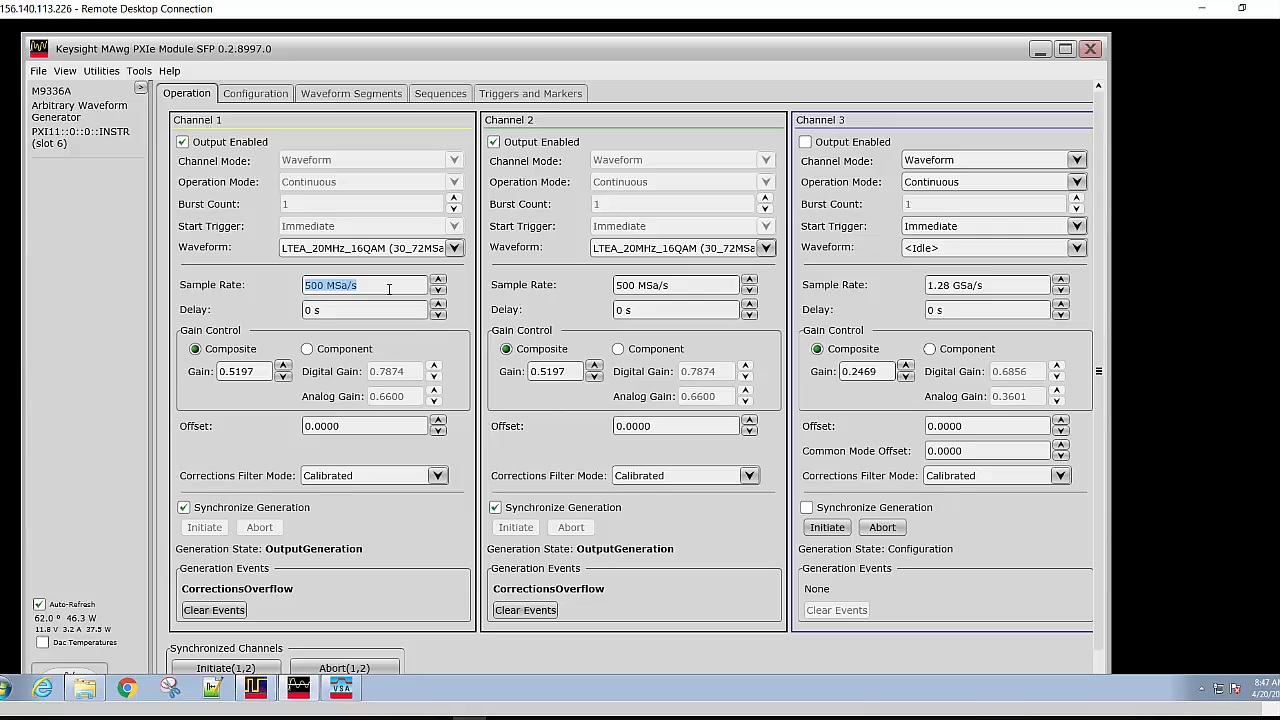 156.140.113.226 - Remote Desktop Connection
Keysight MAwg PXIe Module SFP 0.2.8997.0
File View Utilities Tools Help
M9336A
Arbitrary Waveform
Generator
PXI11::0::0::INSTR
(slot 6)
>
Operation Configuration Waveform Segments Sequences Triggers and Markers
Channel 1
Output Enabled
Channel Mode: Waveform
Operation Mode: Continuous
Burst Count: 1
Start Trigger: Immediate
Waveform: LTEA_20MHz_16QAM (30_72MSa
Sample Rate: 500 MSa/s
Delay: 0 s
Gain Control
Composite Component
Gain: 0.5197 Digital Gain: 0.7874
Analog Gain: 0.6600
Offset: 0.0000
Corrections Filter Mode: Calibrated
Synchronize Generation
Initiate Abort
Generation State: OutputGeneration
Generation Events
CorrectionsOverflow
Clear Events
Channel 2
Output Enabled
Channel Mode: Waveform
Operation Mode: Continuous
Burst Count: 1
Start Trigger: Immediate
Waveform: LTEA_20MHz_16QAM (30_72MSa
Sample Rate: 500 MSa/s
Delay: 0 s
Gain Control
Composite Component
Gain: 0.5197 Digital Gain: 0.7874
Analog Gain: 0.6600
Offset: 0.0000
Corrections Filter Mode: Calibrated
Synchronize Generation
Initiate Abort
Generation State: OutputGeneration
Generation Events
CorrectionsOverflow
Clear Events
Channel 3
Output Enabled
Channel Mode: Waveform
Operation Mode: Continuous
Burst Count: 1
Start Trigger: Immediate
Waveform: <Idle>
Sample Rate: 1.28 GSa/s
Delay: 0 s
Gain Control
Composite Component
Gain: 0.2469 Digital Gain: 0.6856
Analog Gain: 0.3601
Offset: 0.0000
Common Mode Offset: 0.0000
Corrections Filter Mode: Calibrated
Synchronize Generation
Initiate Abort
Generation State: Configuration
Generation Events
None
Clear Events
Auto-Refresh
62.0 º 46.3 W
11.8 V 3.2 A 37.5 W
Dac Temperatures
Synchronized Channels
Initiate(1,2) Abort(1,2)
VSA
8:47 AM
4/20/20